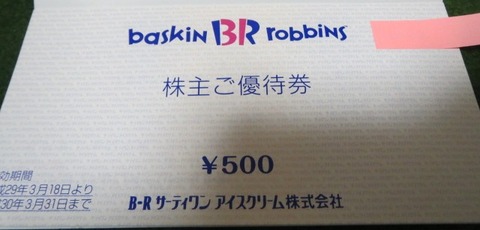 baskin BR robbins
株主ご優待券
¥500
効期間
成29年3月18日より
30年3月31日まで
B-R サーティワン アイスクリーム株式会社